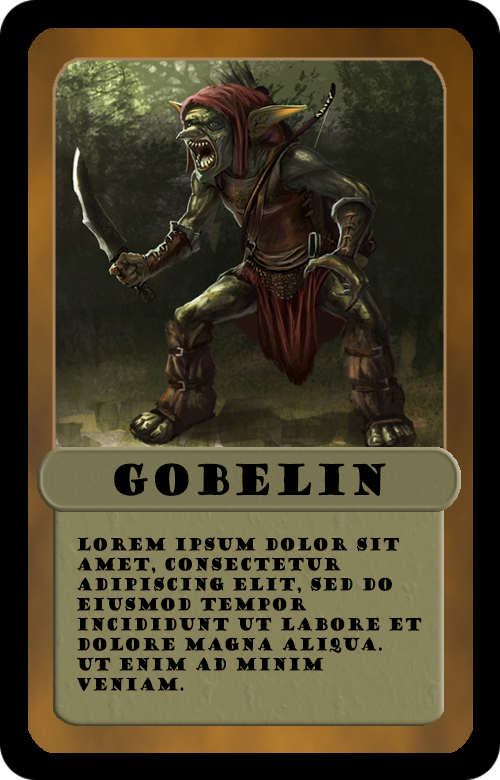 GOBELIN
LOREM IPSUM DOLOR SIT
AMET, CONSECTETUR
ADIPISCING ELIT, SED DO
EIUSMOD TEMPOR
INCIDIDUNT UT LABORE ET
DOLORE MAGNA ALIQUA.
UT ENIM AD MINIM
VENIAM.